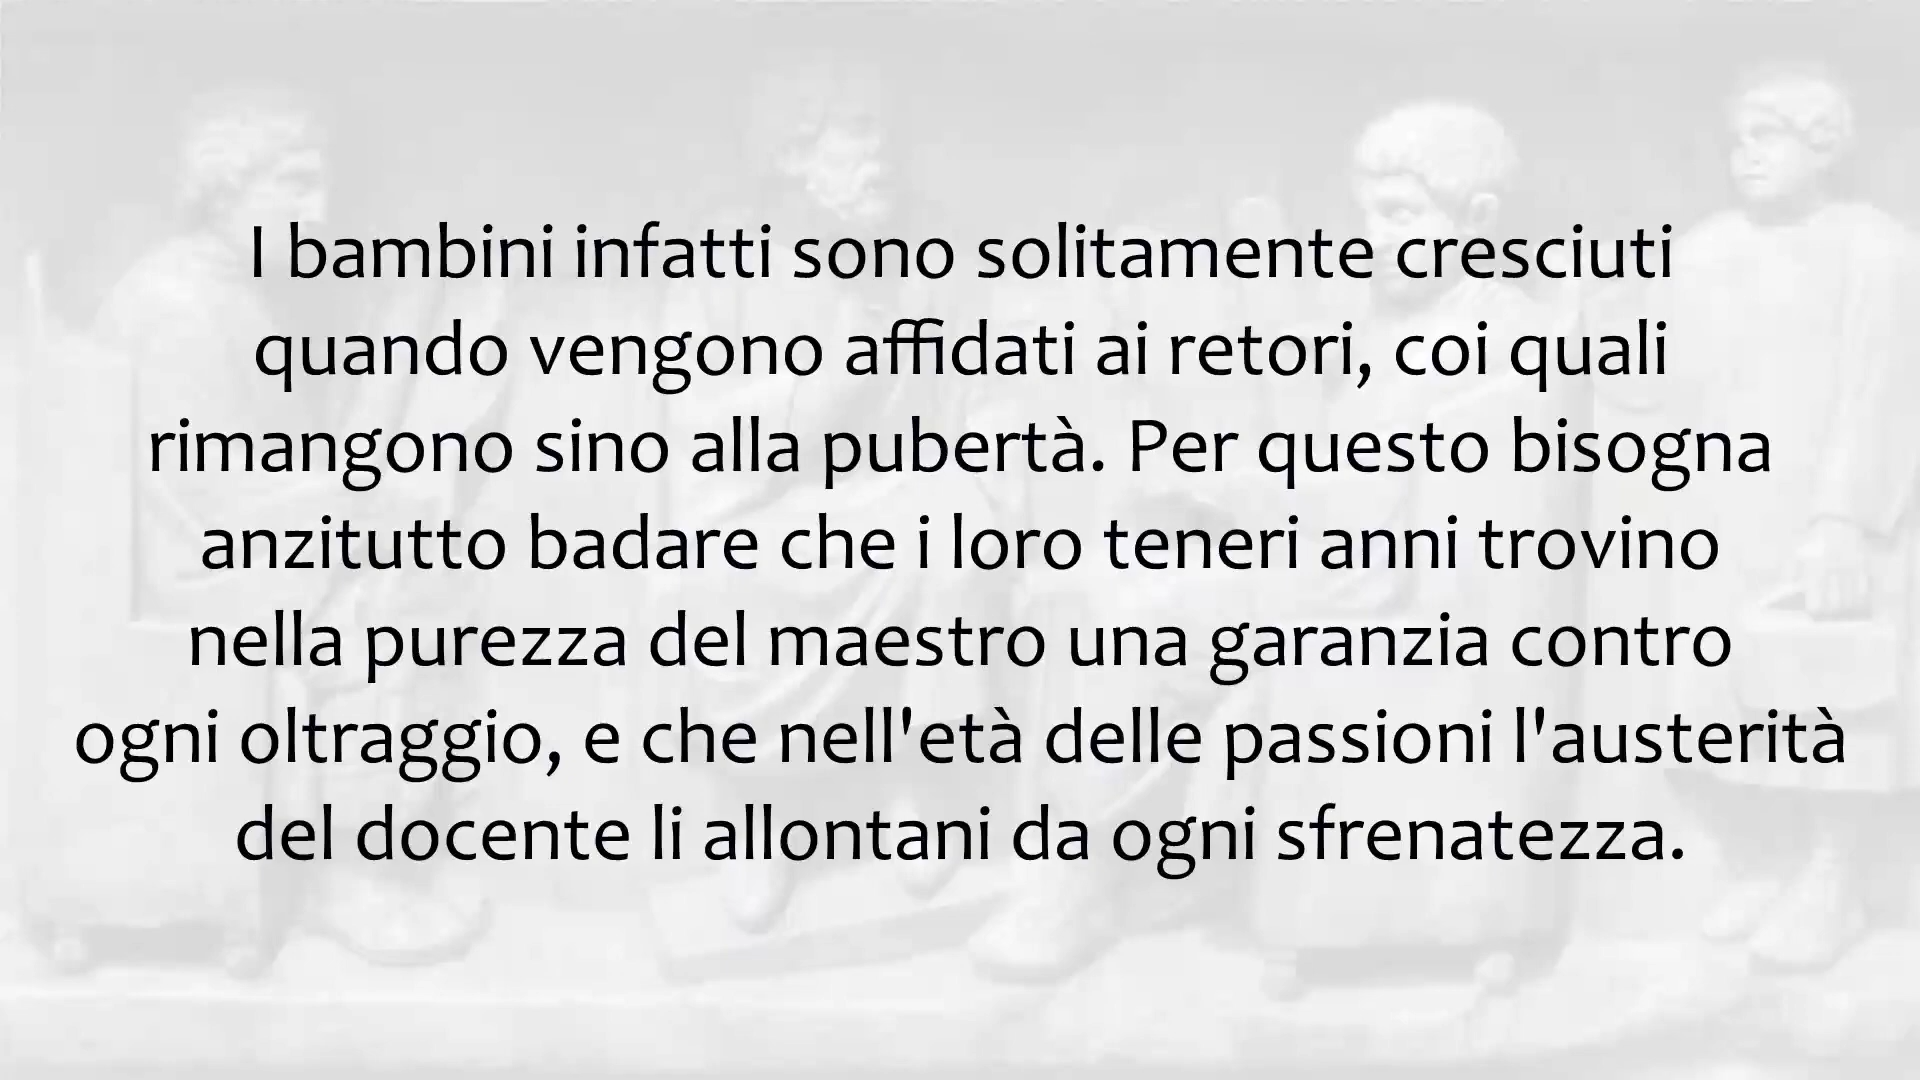 I bambini infatti sono solitamente cresciuti
quando vengono affidati ai retori, coi quali
rimangono sino alla pubertà. Per questo bisogna
anzitutto badare che i loro teneri anni trovino
nella purezza del maestro una garanzia contro
ogni oltraggio, e che nell'età delle passioni l'austerità
del docente li allontani da ogni sfrenatezza.